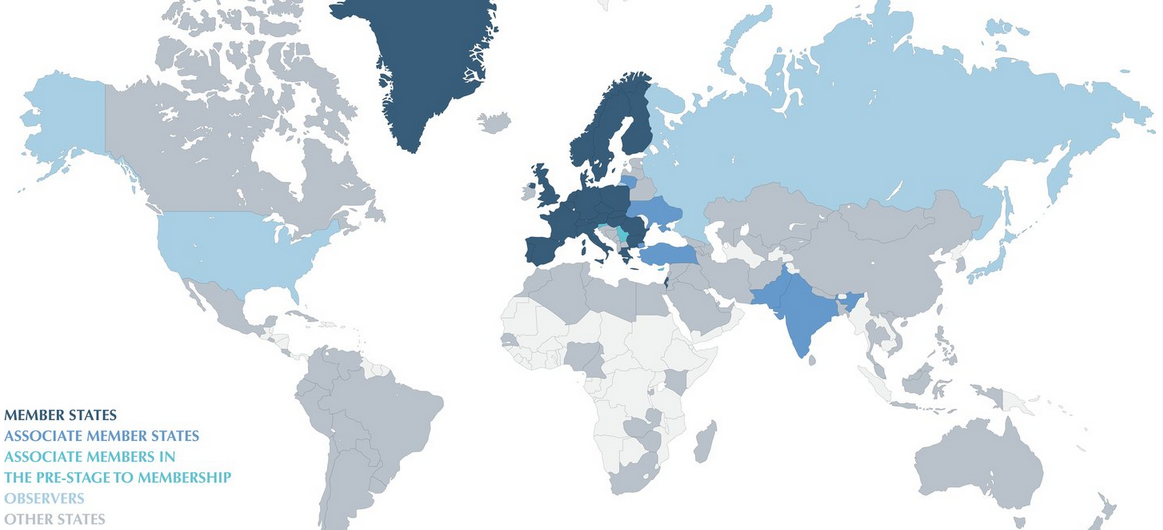 MEMBER STATES
ASSOCIATE MEMBER STATES
ASSOCIATE MEMBERS IN
THE PRE-STAGE TO MEMBERSHIP
OBSERVERS
OTHER STATES